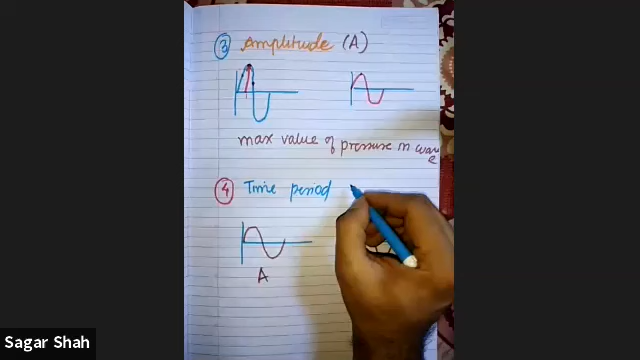 ③ Amplitude (A)
max value of pressure in wave
④ Time period
A
Sagar Shah